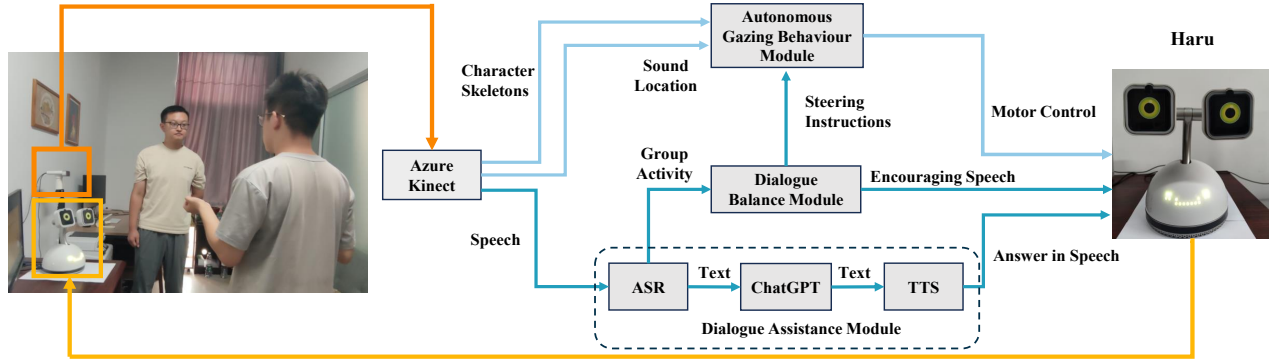 Autonomous
Gazing Behaviour
Module
Haru
Character
Skeletons
Sound
Location
Steering
Instructions
Motor Control
Azure
Kinect
Group
Activity
Dialogue
Balance Module
Encouraging Speech
Speech
ASR
Text
ChatGPT
Text
TTS
Answer in Speech
Dialogue Assistance Module